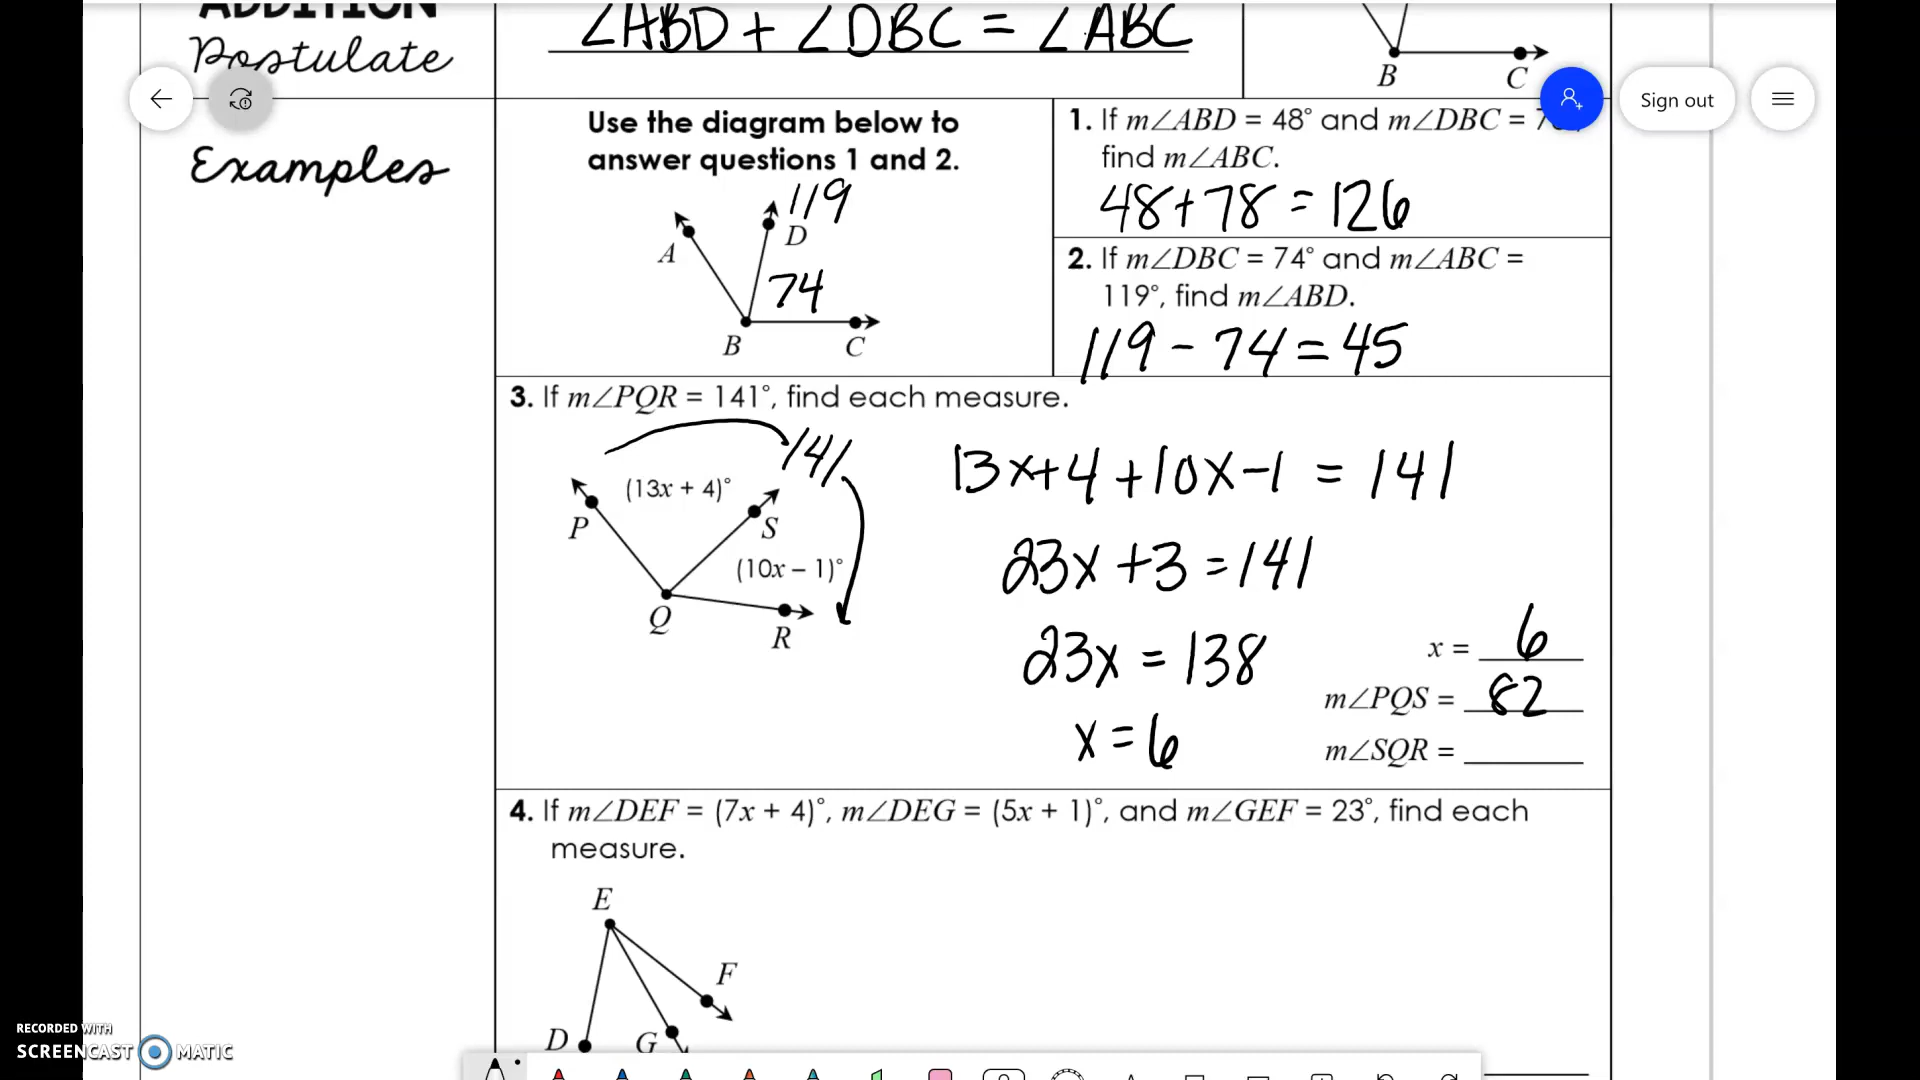 ADDITION
Postulate
∠ABD + ∠DBC = ∠ABC
B C
Sign out
Examples
Use the diagram below to
answer questions 1 and 2.
119
A D
74
B C
1. If m∠ABD = 48° and m∠DBC =
find m∠ABC.
48+78 = 126
2. If m∠DBC = 74° and m∠ABC =
119°, find m∠ABD.
119 - 74 = 45
3. If m∠PQR = 141°, find each measure.
141
(13x + 4)°
P S
(10x – 1)°
Q
R
13x+4 +10x-1 = 141
23x +3 = 141
23x = 138
x = 6
x = 6
m∠PQS = 82
m∠SQR =
4. If m∠DEF = (7x + 4)°, m∠DEG = (5x + 1)°, and m∠GEF = 23°, find each
measure.
E
F
D G
RECORDED WITH
SCREENCAST MATIC